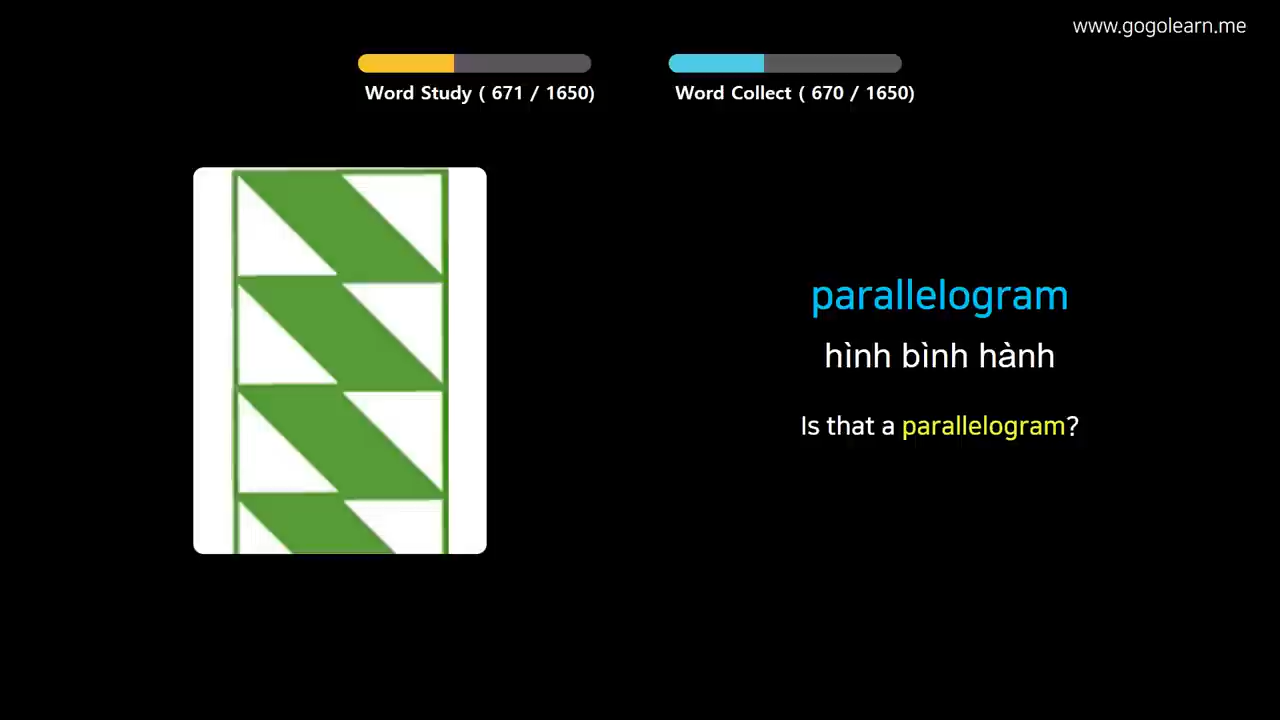 www.gogolearn.me
Word Study ( 671 / 1650)
Word Collect ( 670 / 1650)
parallelogram
hình bình hành
Is that a parallelogram?